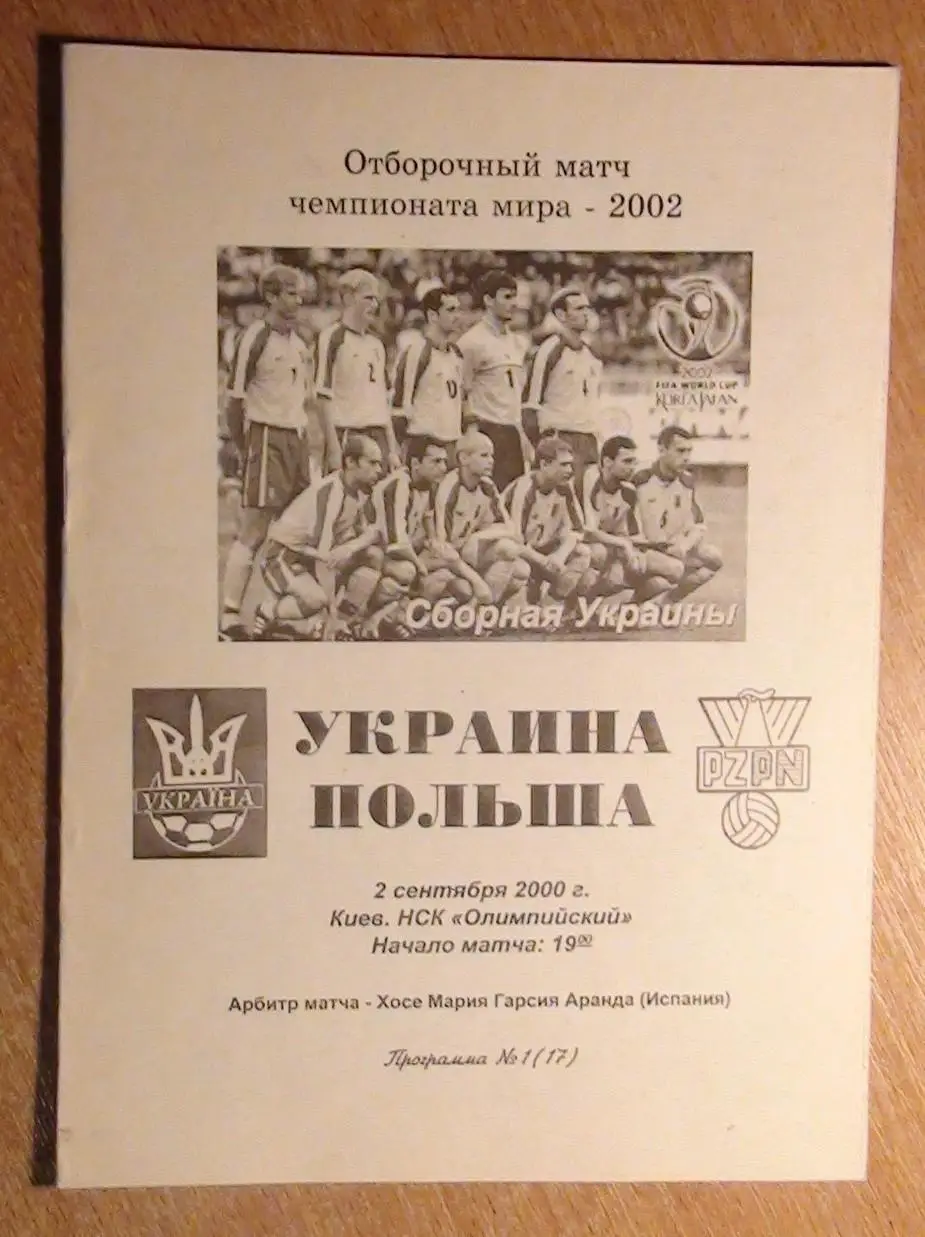 Отборочный матч
чемпионата мира - 2002
2002
FIFA WORLD CUP
KOREA JAPAN
Сборная Украины
УКРАИНА
ПОЛЬША
УКРАЇНА
PZPN
2 сентября 2000 г.
Киев. НСК «Олимпийский»
Начало матча: 19⁰⁰
Арбитр матча - Хосе Мария Гарсия Аранда (Испания)
Программа №1(17)